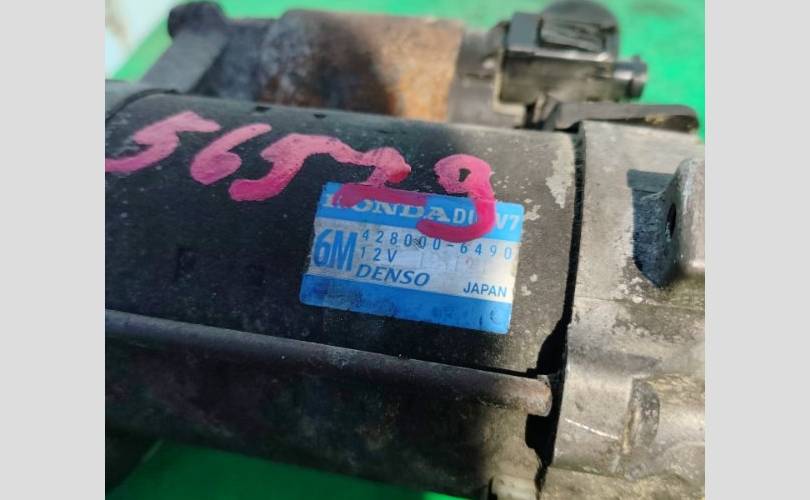 56529
HONDA
6M 428000-6490
12V
DENSO JAPAN